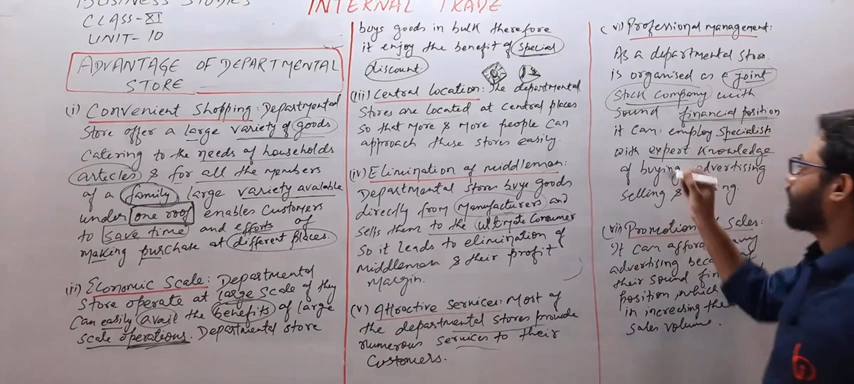 BUSINESS STUDIES
CLASS-XI
UNIT-10
INTERNAL TRADE
ADVANTAGE OF DEPARTMENTAL
STORE
(i) Convenient Shopping: Departmental
Store offer a large variety of goods
Catering to the needs of households
articles & for all the members
of a family large variety available
under one roof enables Customers
to save time and efforts of
making purchase at different places.
(ii) Economic Scale: Departmental
Store operate at large scale of they
Can easily avail the benefits of large
scale operations. Departmental store
buys goods in bulk therefore
it enjoy the benefit of special
discount
(iii) Central Location: The departmental
Stores are located at central places
so that more & more people can
approach these stores easily
(iv) Elimination of middleman:
Departmental stores buys goods
directly from manufacturers and
sells them to the ultimate Consumer
so it leads to elimination of
middleman & their profit
margin.
(v) Attractive services: Most of
the departmental stores provide
numerous services to their
Customers.
(vi) Professional management:
As a departmental store
is organised as a joint
Stock Company with
sound financial position
it can employ specialist
with expert knowledge
of buying advertising
selling &
(vii) Promotion of Sales:
It can afford
advertising
their sound
position which
in increasing the
sales volume.